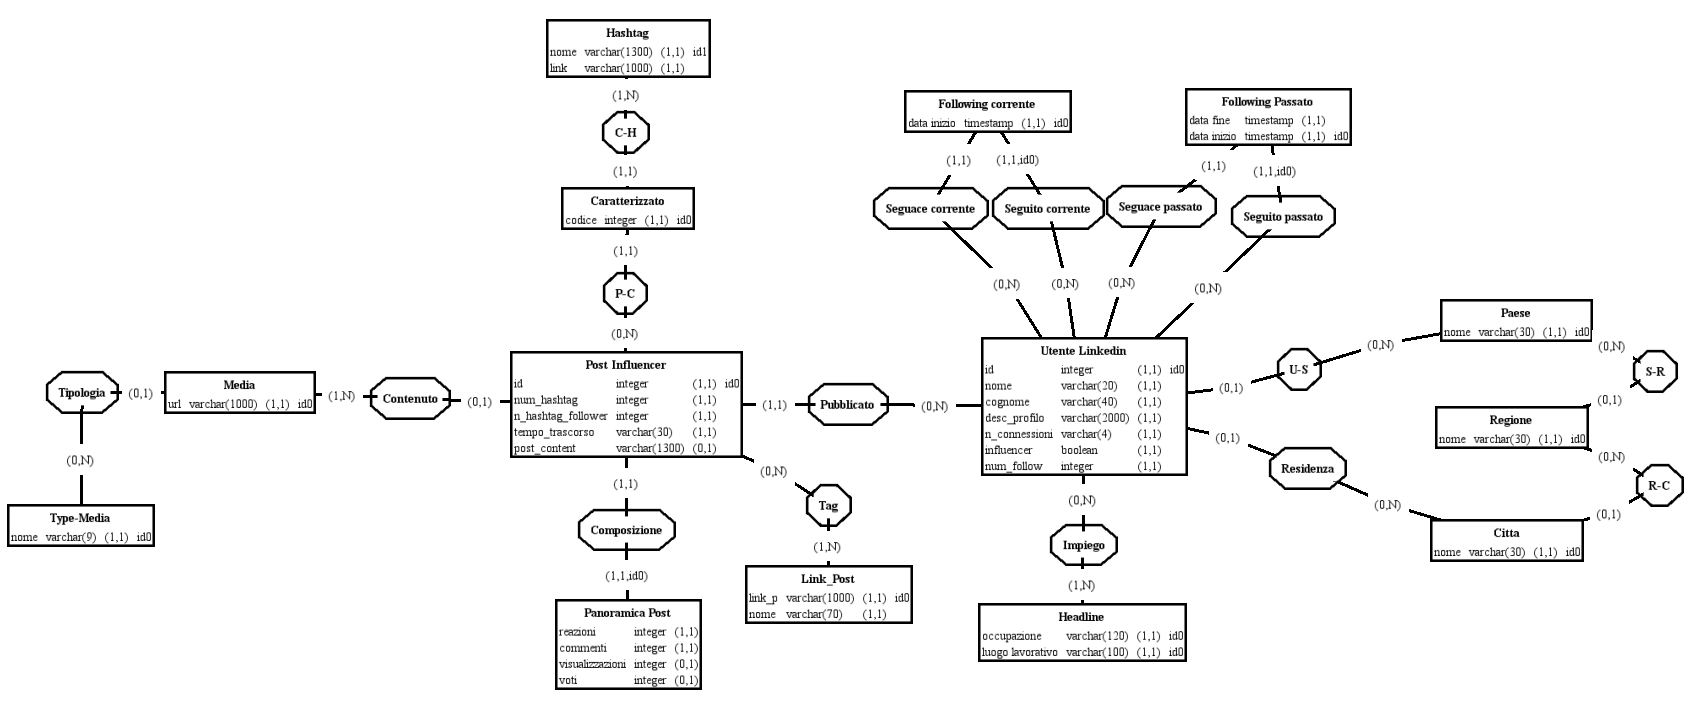 Hashtag
nome varchar(1300) (1,1) id1
link varchar(1000) (1,1)
(1,N)
C-H
(1,1)
Caratterizzato
codice integer (1,1) id0
(1,1)
P-C
(0,N)
Following corrente
data inizio timestamp (1,1) id0
(1,1)
(1,1,id0)
Seguace corrente
Seguito corrente
(0,N)
(0,N)
Following Passato
data fine timestamp (1,1)
data inizio timestamp (1,1) id0
(1,1)
(1,1,id0)
Seguace passato
Seguito passato
(0,N)
(0,N)
Tipologia
(0,1)
Media
url varchar(1000) (1,1) id0
(1,N)
Contenuto
(0,1)
(0,N)
Type-Media
nome varchar(9) (1,1) id0
Post Influencer
id integer (1,1) id0
num_hashtag integer (1,1)
n_hashtag_follower integer (1,1)
tempo_trascorso varchar(30) (1,1)
post_content varchar(1300) (0,1)
(1,1)
Pubblicato
(0,N)
Utente Linkedin
id integer (1,1) id0
nome varchar(20) (1,1)
cognome varchar(40) (1,1)
desc_profilo varchar(2000) (1,1)
n_connessioni varchar(4) (1,1)
influencer boolean (1,1)
num_follow integer (1,1)
(0,1)
U-S
(0,N)
Paese
nome varchar(30) (1,1) id0
(0,N)
S-R
(0,1)
Regione
nome varchar(30) (1,1) id0
(0,N)
R-C
(0,1)
(0,1)
Residenza
(0,N)
Citta
nome varchar(30) (1,1) id0
(1,1)
Composizione
(1,1,id0)
Panoramica Post
reazioni integer (1,1)
commenti integer (1,1)
visualizzazioni integer (0,1)
voti integer (0,1)
(0,N)
Tag
(1,N)
Link_Post
link_p varchar(1000) (1,1) id0
nome varchar(70) (1,1)
(0,N)
Impiego
(1,N)
Headline
occupazione varchar(120) (1,1) id0
luogo lavorativo varchar(100) (1,1) id0